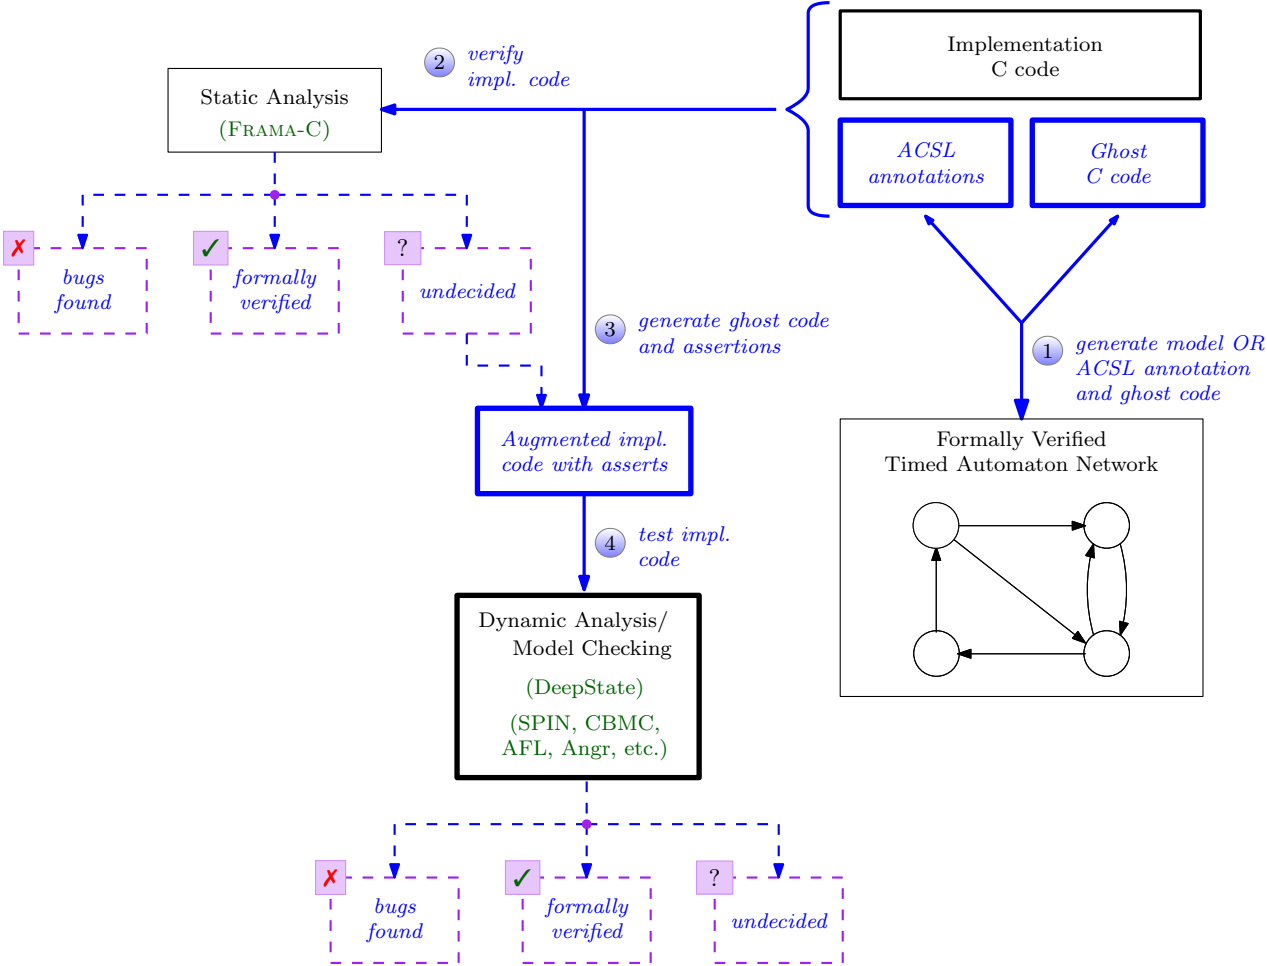 Implementation
C code
2
verify
impl. code
Static Analysis
(FRAMA-C)
ACSL
annotations
Ghost
C code
✗
bugs
found
✓
formally
verified
?
undecided
3
generate ghost code
and assertions
1
generate model OR
ACSL annotation
and ghost code
Augmented impl.
code with asserts
Formally Verified
Timed Automaton Network
4
test impl.
code
Dynamic Analysis/
Model Checking
(DeepState)
(SPIN, CBMC,
AFL, Angr, etc.)
✗
bugs
found
✓
formally
verified
?
undecided